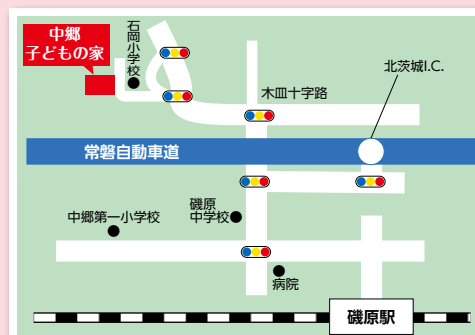 中郷
子どもの家
石岡小学校
北茨城I.C.
木皿十字路
常磐自動車道
磯原
中学校
中郷第一小学校
病院
磯原駅